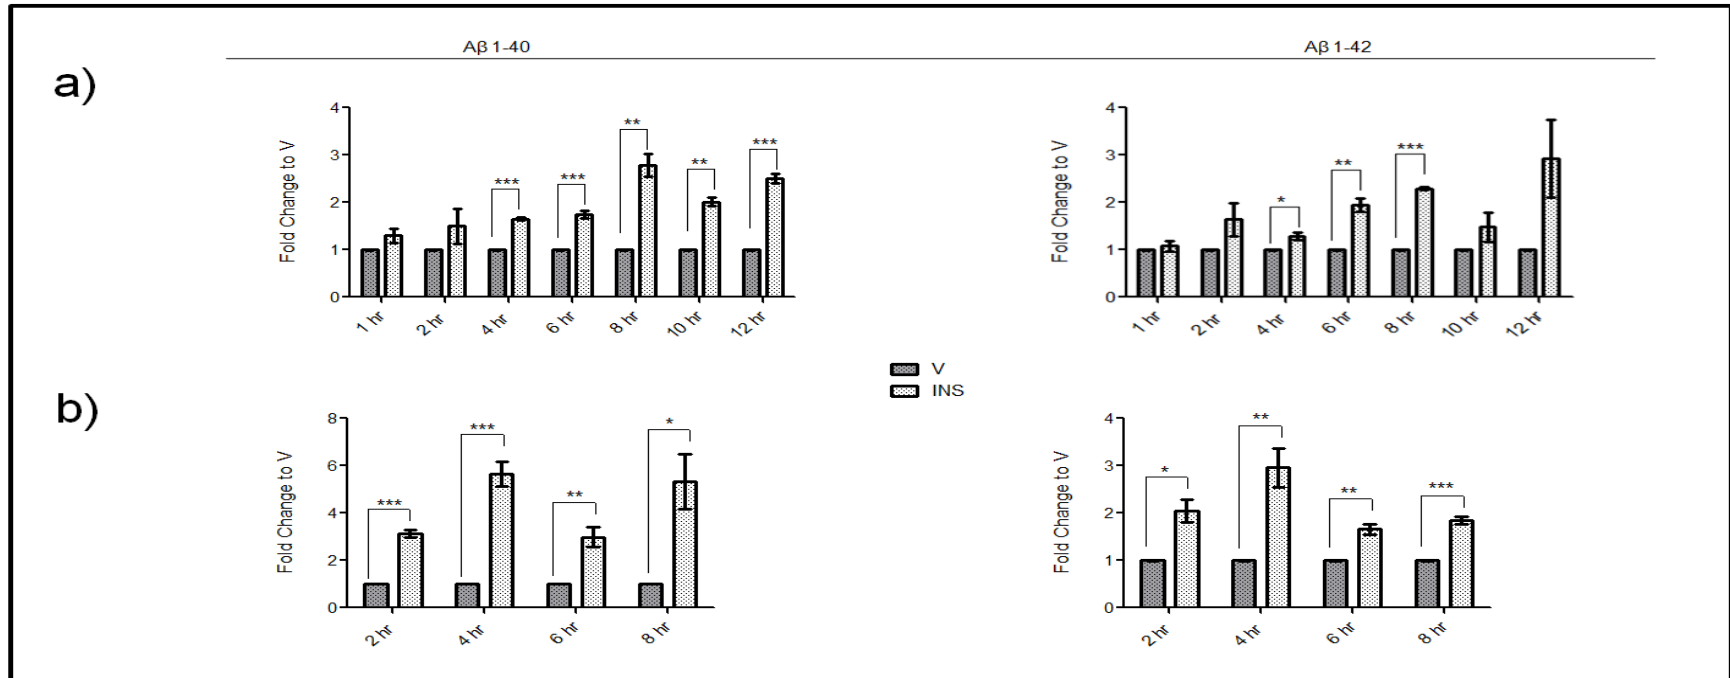 Aβ 1-40
Aβ 1-42
a)
Fold Change to V
4
3
2
1
0
***
***
**
**
***
1 hr
2 hr
4 hr
6 hr
8 hr
10 hr
12 hr
Fold Change to V
4
3
2
1
0
*
**
***
1 hr
2 hr
4 hr
6 hr
8 hr
10 hr
12 hr
V
INS
b)
Fold Change to V
8
6
4
2
0
***
***
**
*
2 hr
4 hr
6 hr
8 hr
Fold Change to V
4
3
2
1
0
*
**
**
***
2 hr
4 hr
6 hr
8 hr